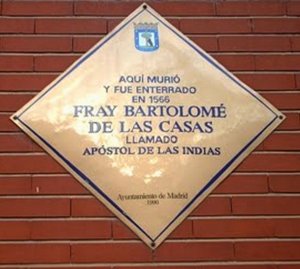 AQUÍ MURIÓ
Y FUE ENTERRADO
EN 1566
FRAY BARTOLOMÉ
DE LAS CASAS
LLAMADO
APÓSTOL DE LAS INDIAS
Ayuntamiento de Madrid
1990